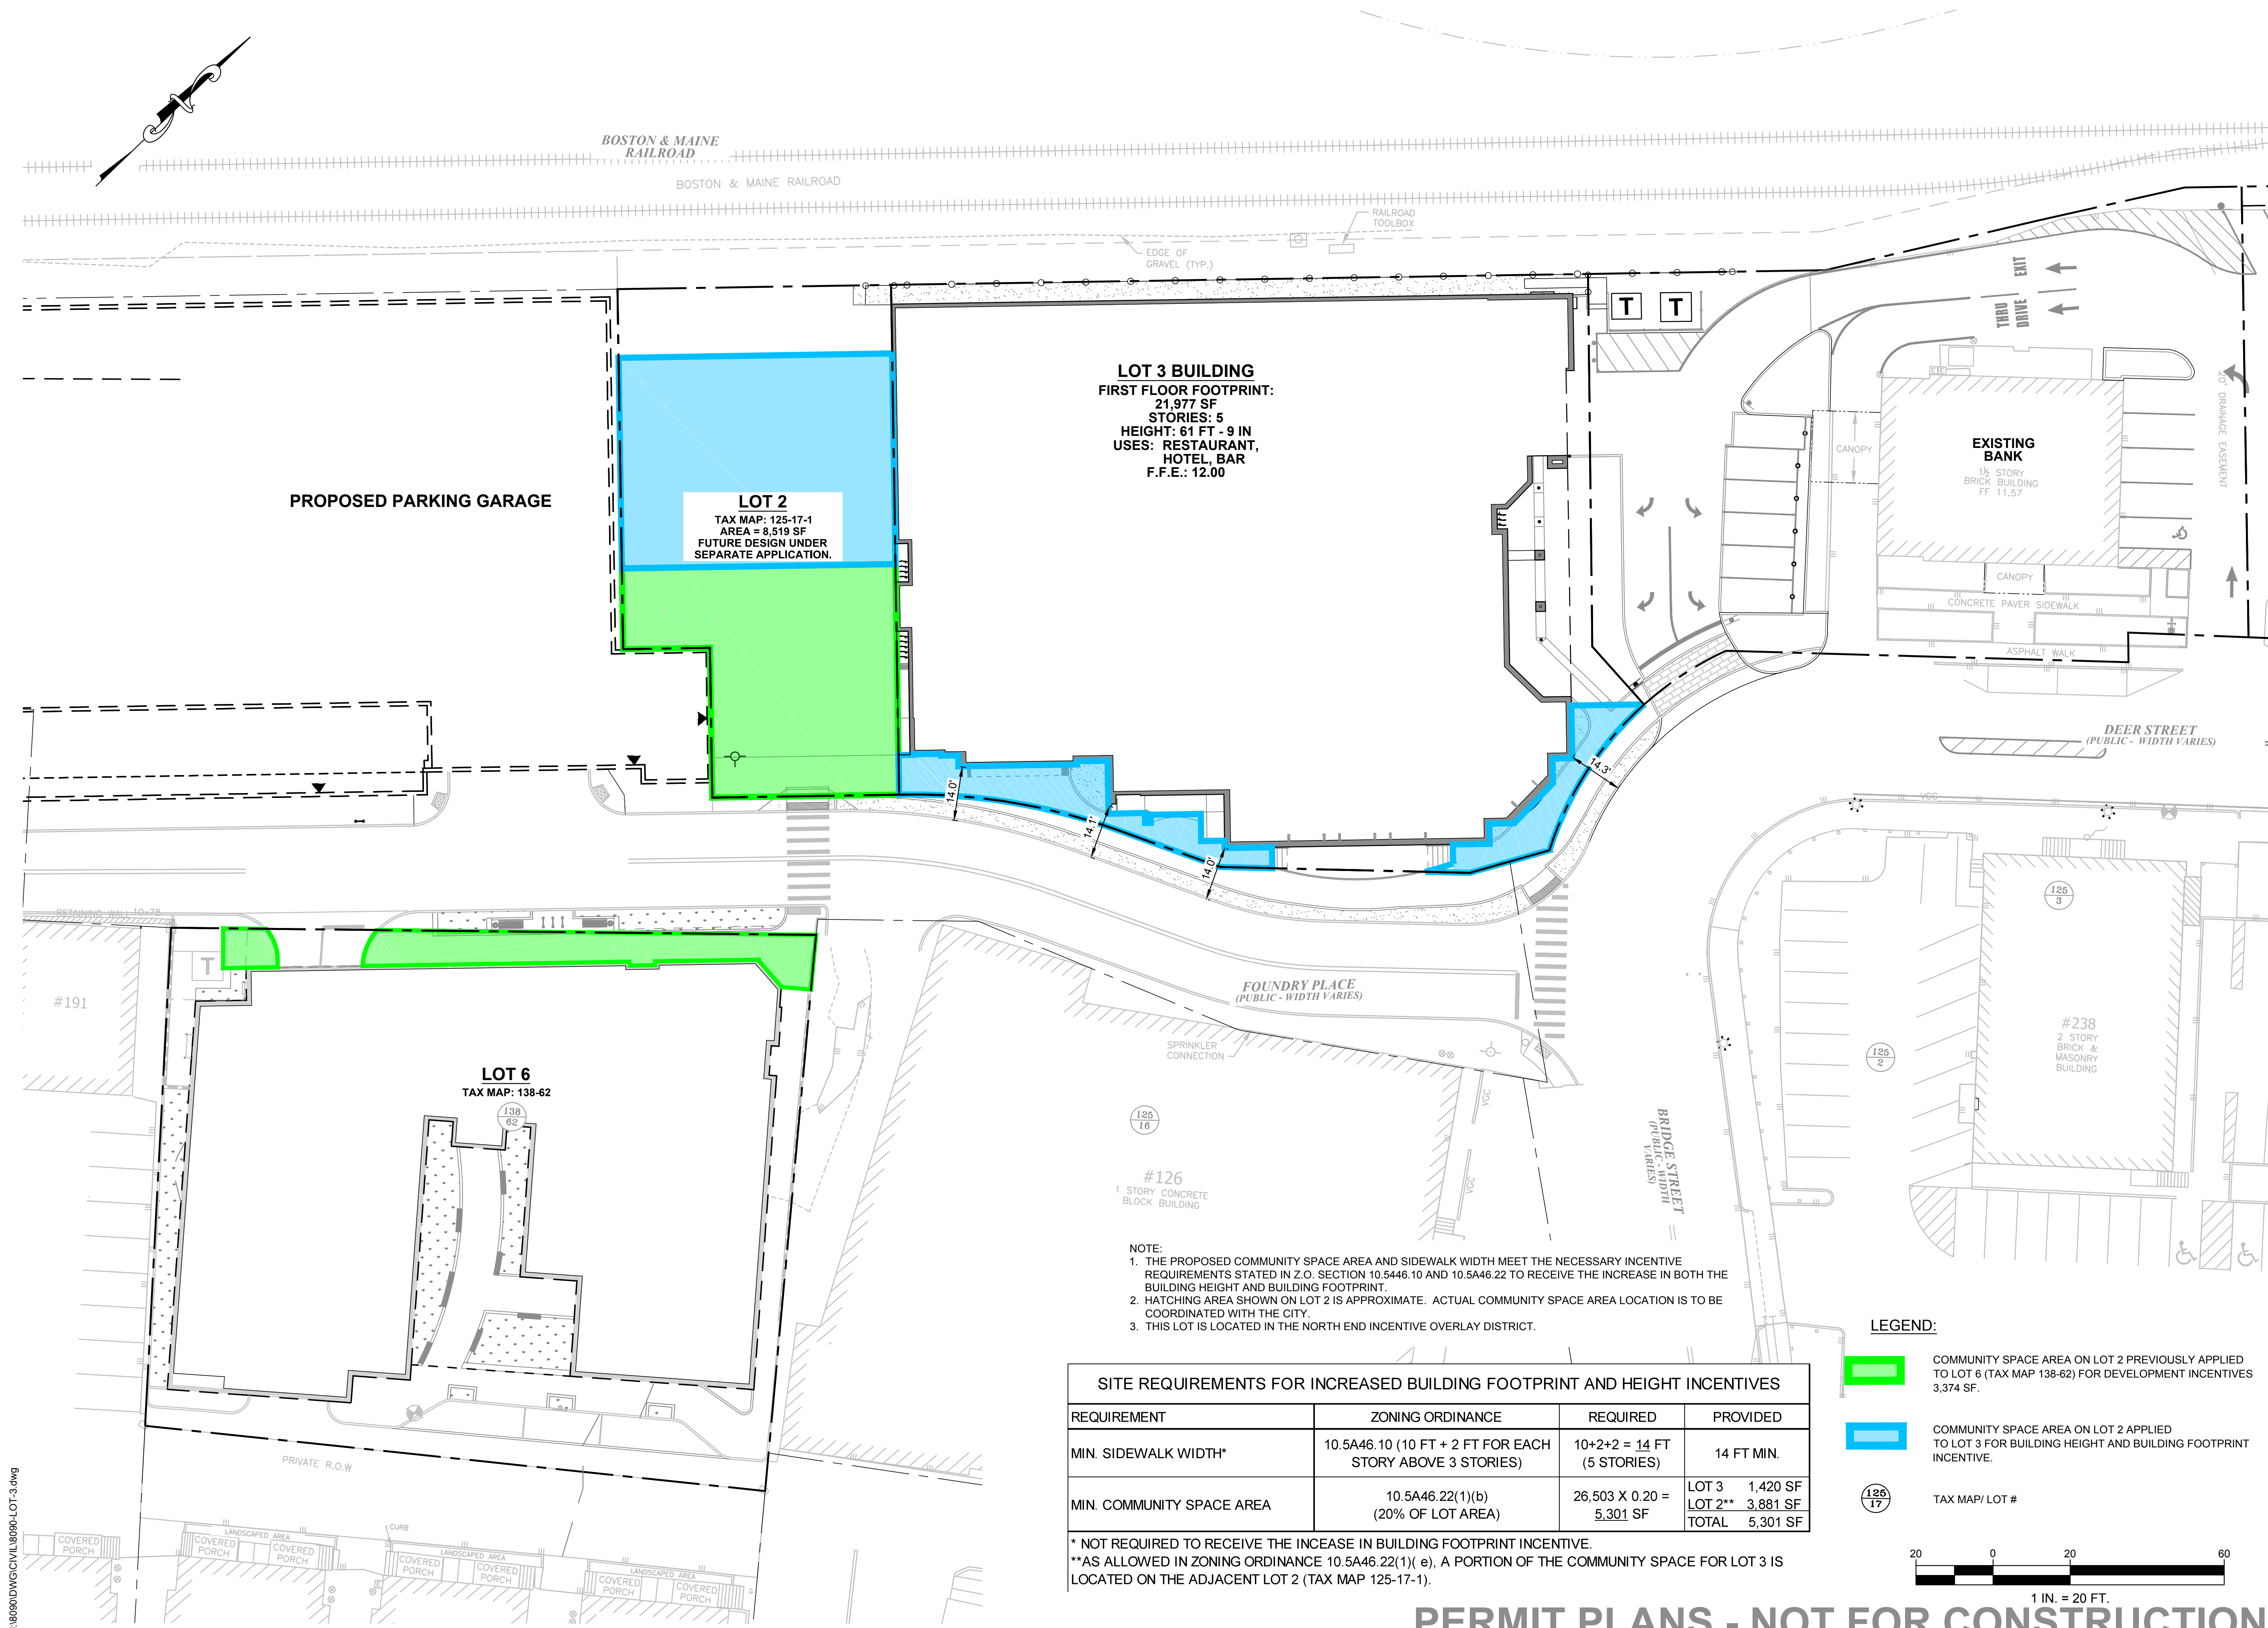 BOSTON & MAINE
RAILROAD
BOSTON & MAINE RAILROAD
RAILROAD
TOOLBOX
EDGE OF
GRAVEL (TYP.)
EXIT
THRU
DRIVE
T
T
LOT 3 BUILDING
FIRST FLOOR FOOTPRINT:
21,977 SF
STORIES: 5
HEIGHT: 61 FT - 9 IN
USES: RESTAURANT,
HOTEL, BAR
F.F.E.: 12.00
CANOPY
EXISTING
BANK
1½ STORY
BRICK BUILDING
FF 11.57
20' DRAINAGE EASEMENT
PROPOSED PARKING GARAGE
LOT 2
TAX MAP: 125-17-1
AREA = 8,519 SF
FUTURE DESIGN UNDER
SEPARATE APPLICATION.
CANOPY
CONCRETE PAVER SIDEWALK
ASPHALT WALK
DEER STREET
(PUBLIC - WIDTH VARIES)
14.0'
14.1'
14.0'
14.3'
VGC
125
3
RETAINING WALL 10=78
T
#191
FOUNDRY PLACE
(PUBLIC - WIDTH VARIES)
SPRINKLER
CONNECTION
#238
2 STORY
BRICK &
MASONRY
BUILDING
125
2
LOT 6
TAX MAP: 138-62
138
62
125
16
#126
1 STORY CONCRETE
BLOCK BUILDING
VGC
VGC
BRIDGE STREET
(PUBLIC - WIDTH
VARIES)
NOTE:
1. THE PROPOSED COMMUNITY SPACE AREA AND SIDEWALK WIDTH MEET THE NECESSARY INCENTIVE
REQUIREMENTS STATED IN Z.O. SECTION 10.5446.10 AND 10.5A46.22 TO RECEIVE THE INCREASE IN BOTH THE
BUILDING HEIGHT AND BUILDING FOOTPRINT.
2. HATCHING AREA SHOWN ON LOT 2 IS APPROXIMATE. ACTUAL COMMUNITY SPACE AREA LOCATION IS TO BE
COORDINATED WITH THE CITY.
3. THIS LOT IS LOCATED IN THE NORTH END INCENTIVE OVERLAY DISTRICT.
SITE REQUIREMENTS FOR INCREASED BUILDING FOOTPRINT AND HEIGHT INCENTIVES
REQUIREMENT ZONING ORDINANCE REQUIRED PROVIDED
MIN. SIDEWALK WIDTH* 10.5A46.10 (10 FT + 2 FT FOR EACH STORY ABOVE 3 STORIES) 10+2+2 = 14 FT (5 STORIES) 14 FT MIN.
MIN. COMMUNITY SPACE AREA 10.5A46.22(1)(b) (20% OF LOT AREA) 26,503 X 0.20 = 5,301 SF
LOT 3 1,420 SF
LOT 2** 3,881 SF
TOTAL 5,301 SF
* NOT REQUIRED TO RECEIVE THE INCEASE IN BUILDING FOOTPRINT INCENTIVE.
**AS ALLOWED IN ZONING ORDINANCE 10.5A46.22(1)( e), A PORTION OF THE COMMUNITY SPACE FOR LOT 3 IS
LOCATED ON THE ADJACENT LOT 2 (TAX MAP 125-17-1).
LEGEND:
COMMUNITY SPACE AREA ON LOT 2 PREVIOUSLY APPLIED
TO LOT 6 (TAX MAP 138-62) FOR DEVELOPMENT INCENTIVES
3,374 SF.
COMMUNITY SPACE AREA ON LOT 2 APPLIED
TO LOT 3 FOR BUILDING HEIGHT AND BUILDING FOOTPRINT
INCENTIVE.
125
17
TAX MAP/ LOT #
20 0 20 60
1 IN. = 20 FT.
PRIVATE R.O.W
CURB
COVERED
PORCH
LANDSCAPED AREA
COVERED
PORCH
COVERED
PORCH
LANDSCAPED AREA
COVERED
PORCH
COVERED
PORCH
LANDSCAPED AREA
COVERED
PORCH
COVERED
PORCH
:\8090\DWG\CIVIL\8090-LOT-3.dwg
PERMIT PLANS - NOT FOR CONSTRUCTION